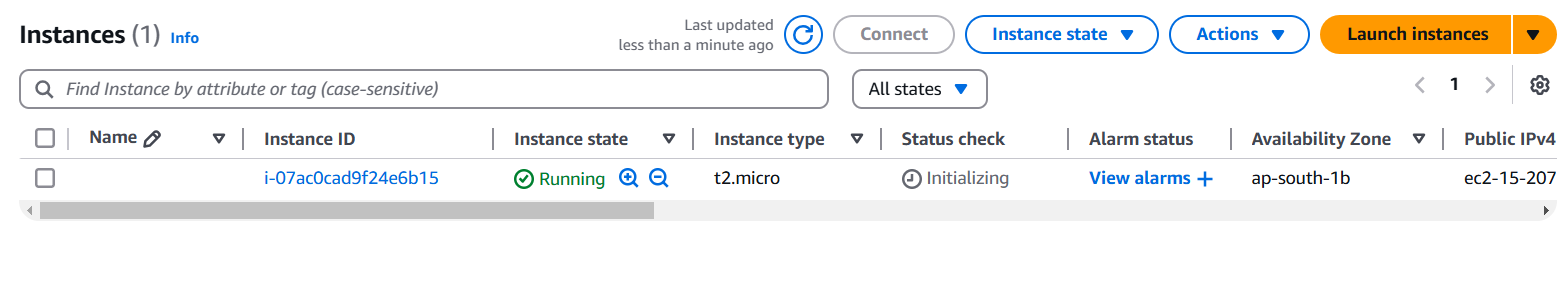 Instances (1) Info
Last updated
less than a minute ago
Connect
Instance state
Actions
Launch instances
Find Instance by attribute or tag (case-sensitive)
All states
1
Name Instance ID Instance state Instance type Status check Alarm status Availability Zone Public IPv4
i-07ac0cad9f24e6b15 Running t2.micro Initializing View alarms + ap-south-1b ec2-15-207